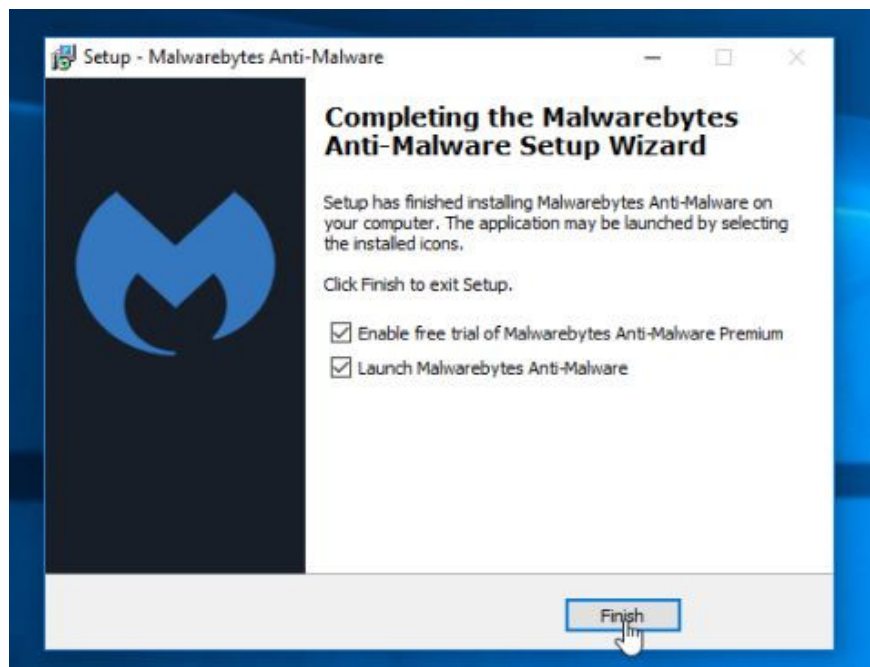 Setup - Malwarebytes Anti-Malware
Completing the Malwarebytes
Anti-Malware Setup Wizard
Setup has finished installing Malwarebytes Anti-Malware on
your computer. The application may be launched by selecting
the installed icons.
Click Finish to exit Setup.
Enable free trial of Malwarebytes Anti-Malware Premium
Launch Malwarebytes Anti-Malware
Finish